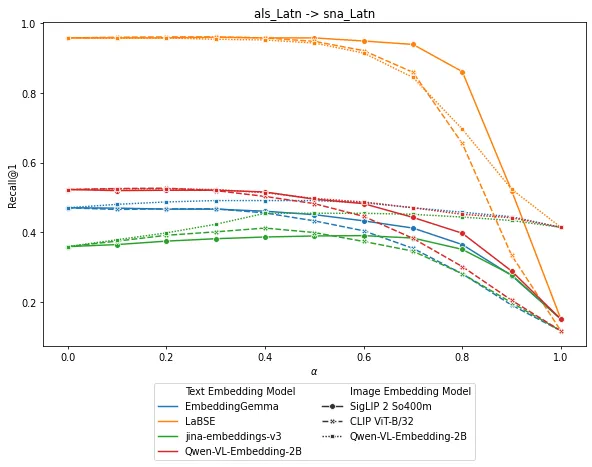 als_Latn -> sna_Latn
1.0
0.8
0.6
0.4
0.2
Recall@1
0.0 0.2 0.4 0.6 0.8 1.0
α
Text Embedding Model
EmbeddingGemma
LaBSE
jina-embeddings-v3
Qwen-VL-Embedding-2B
Image Embedding Model
SigLIP 2 So400m
CLIP ViT-B/32
Qwen-VL-Embedding-2B